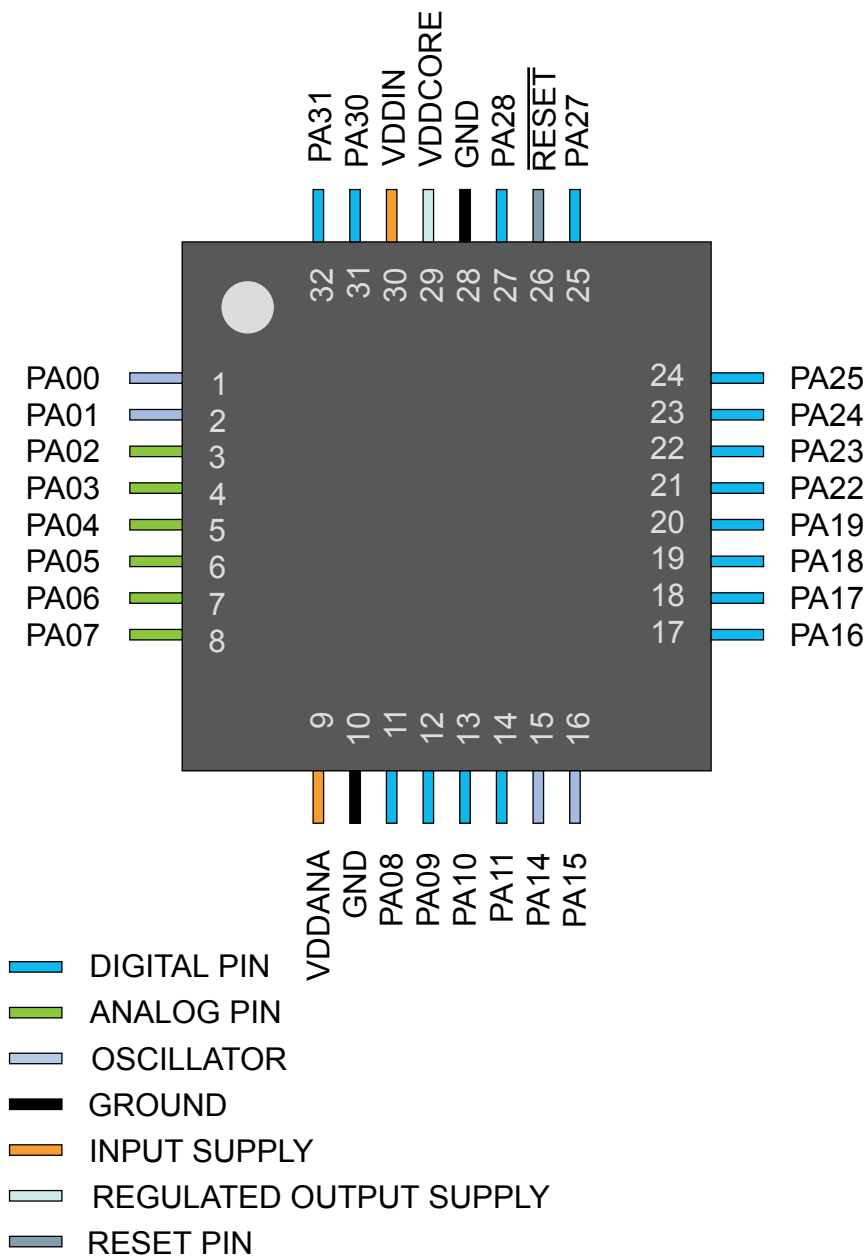 PA31
PA30
VDDIN
VDDCORE
GND
PA28
RESET
PA27
32
31
30
29
28
27
26
25
PA00
1
PA01
2
PA02
3
PA03
4
PA04
5
PA05
6
PA06
7
PA07
8
24
PA25
23
PA24
22
PA23
21
PA22
20
PA19
19
PA18
18
PA17
17
PA16
9
10
11
12
13
14
15
16
VDDANA
GND
PA08
PA09
PA10
PA11
PA14
PA15
DIGITAL PIN
ANALOG PIN
OSCILLATOR
GROUND
INPUT SUPPLY
REGULATED OUTPUT SUPPLY
RESET PIN